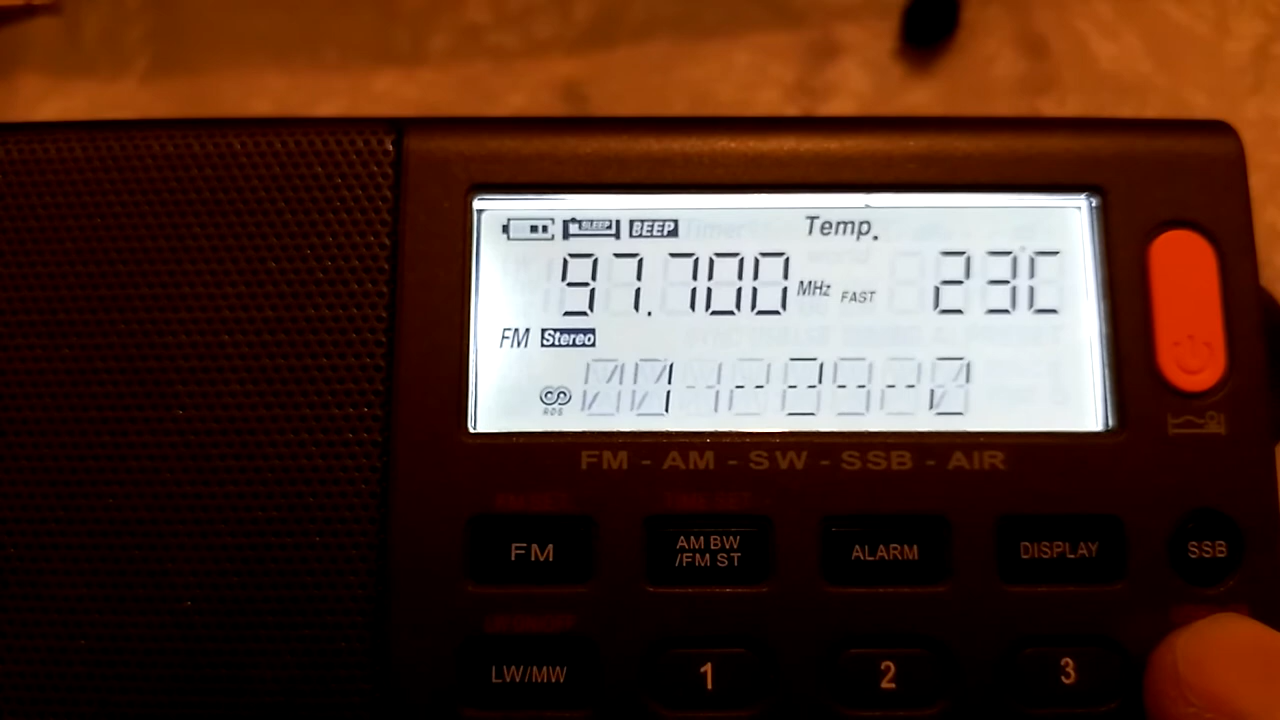 SLEEP BEEP Temp.
97.700 MHz FAST 23C
FM Stereo
RDS
FM - AM - SW - SSB - AIR
FM AM BW /FM ST ALARM DISPLAY SSB
LW/MW 1 2 3